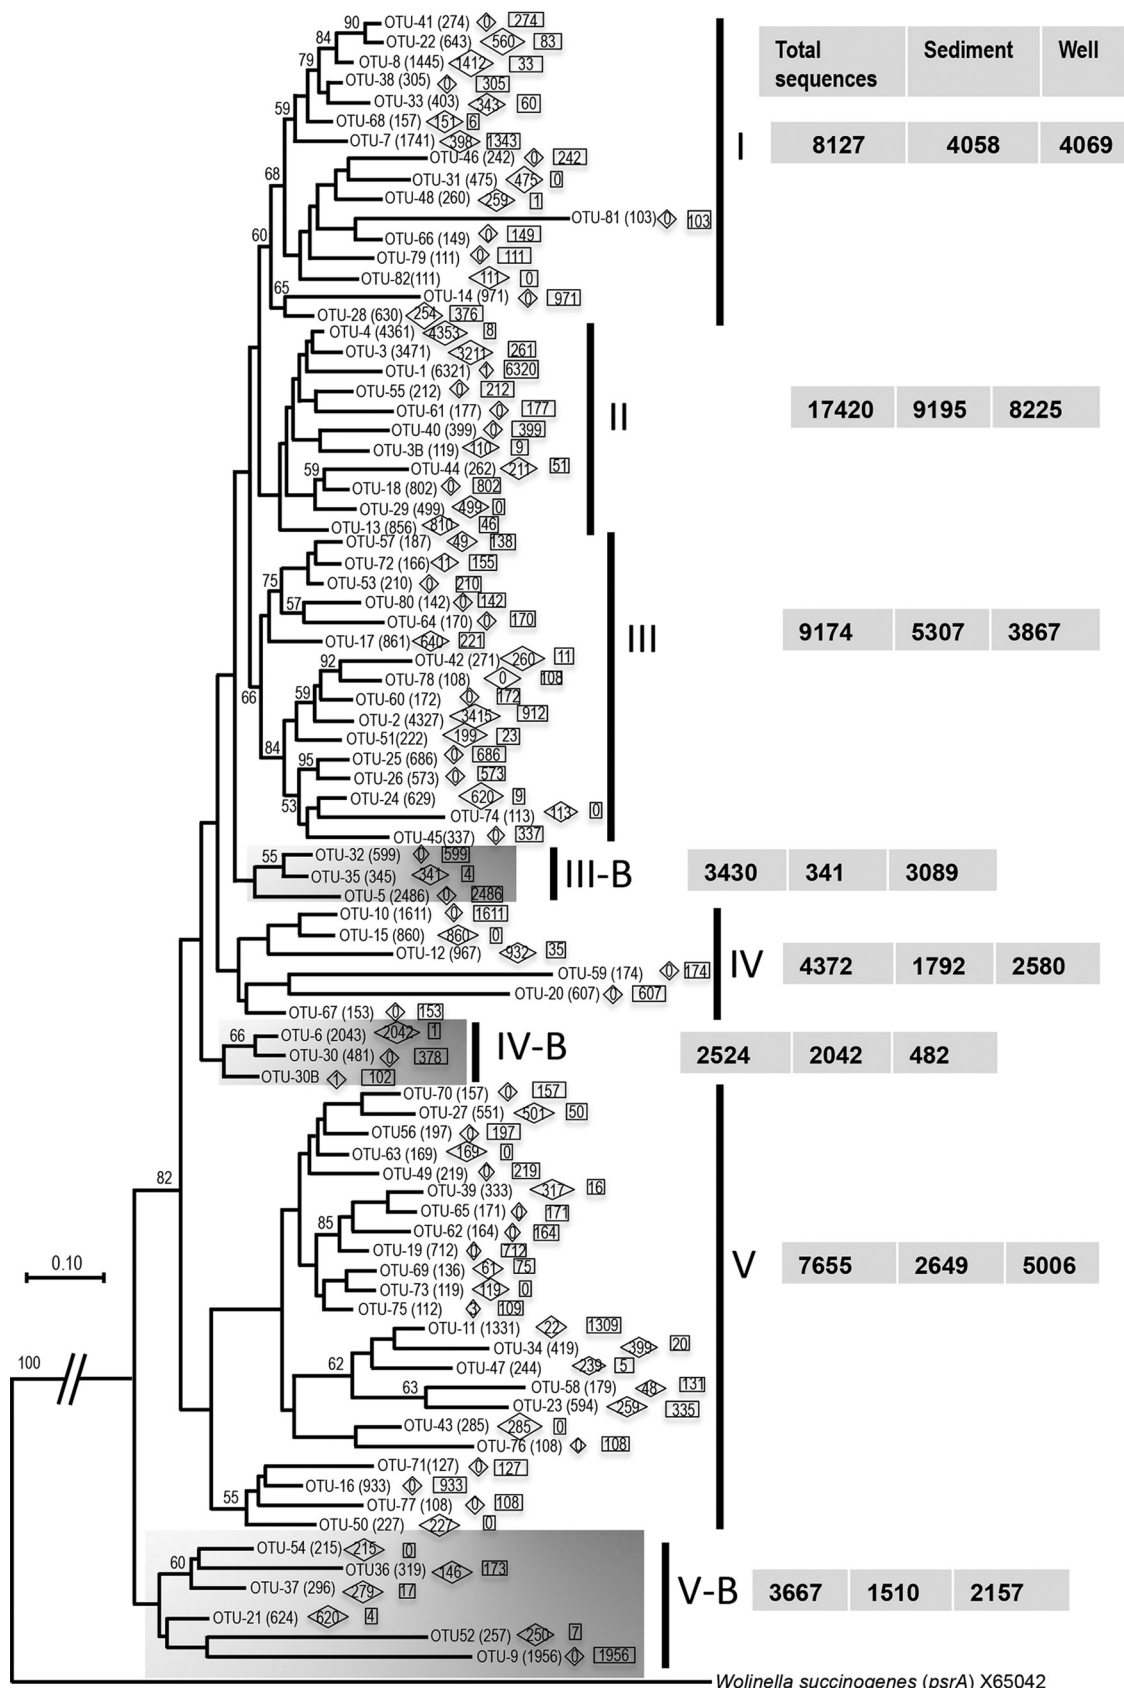 90 OTU-41 (274) 0 274
84 OTU-22 (643) 560 83
79 OTU-8 (1445) 1412 33
OTU-38 (305) 0 305
59 OTU-33 (403) 343 60
OTU-68 (157) 151 6
OTU-7 (1741) 398 1343
OTU-46 (242) 0 242
68 OTU-31 (475) 475 0
OTU-48 (260) 259 1
OTU-81 (103) 0 103
60 OTU-66 (149) 0 149
OTU-79 (111) 0 111
OTU-82(111) 111 0
65 OTU-14 (971) 0 971
OTU-28 (630) 254 376
I
Total sequences Sediment Well
8127 4058 4069
OTU-4 (4361) 4353 8
OTU-3 (3471) 3211 261
OTU-1 (6321) 1 6320
OTU-55 (212) 0 212
OTU-61 (177) 0 177
OTU-40 (399) 0 399
OTU-3B (119) 110 9
59 OTU-44 (262) 211 51
OTU-18 (802) 0 802
OTU-29 (499) 499 0
OTU-13 (856) 810 46
II
17420 9195 8225
OTU-57 (187) 49 138
OTU-72 (166) 11 155
75 OTU-53 (210) 0 210
57 OTU-80 (142) 0 142
OTU-64 (170) 0 170
OTU-17 (861) 640 221
92 OTU-42 (271) 260 11
66 OTU-78 (108) 0 108
59 OTU-60 (172) 0 172
OTU-2 (4327) 3415 912
84 OTU-51(222) 199 23
95 OTU-25 (686) 0 686
OTU-26 (573) 0 573
53 OTU-24 (629) 620 9
OTU-74 (113) 113 0
OTU-45(337) 0 337
III
9174 5307 3867
55 OTU-32 (599) 0 599
OTU-35 (345) 341 4
OTU-5 (2486) 0 2486
III-B
3430 341 3089
OTU-10 (1611) 0 1611
OTU-15 (860) 860 0
OTU-12 (967) 932 35
OTU-59 (174) 0 174
OTU-20 (607) 0 607
OTU-67 (153) 0 153
IV
4372 1792 2580
66 OTU-6 (2043) 2042 1
OTU-30 (481) 0 378
OTU-30B 1 102
IV-B
2524 2042 482
OTU-70 (157) 0 157
OTU-27 (551) 501 50
OTU56 (197) 0 197
OTU-63 (169) 169 0
82 OTU-49 (219) 0 219
OTU-39 (333) 317 16
OTU-65 (171) 0 171
85 OTU-62 (164) 0 164
OTU-19 (712) 0 712
0.10 OTU-69 (136) 61 75
OTU-73 (119) 119 0
OTU-75 (112) 3 109
OTU-11 (1331) 22 1309
OTU-34 (419) 399 20
100 62 OTU-47 (244) 239 5
63 OTU-58 (179) 48 131
OTU-23 (594) 259 335
OTU-43 (285) 285 0
OTU-76 (108) 0 108
OTU-71(127) 0 127
OTU-16 (933) 0 933
55 OTU-77 (108) 0 108
OTU-50 (227) 227 0
V
7655 2649 5006
OTU-54 (215) 215 0
60 OTU36 (319) 146 173
OTU-37 (296) 279 17
OTU-21 (624) 620 4
OTU52 (257) 250 7
OTU-9 (1956) 0 1956
V-B
3667 1510 2157
Wolinella succinogenes (psrA) X65042